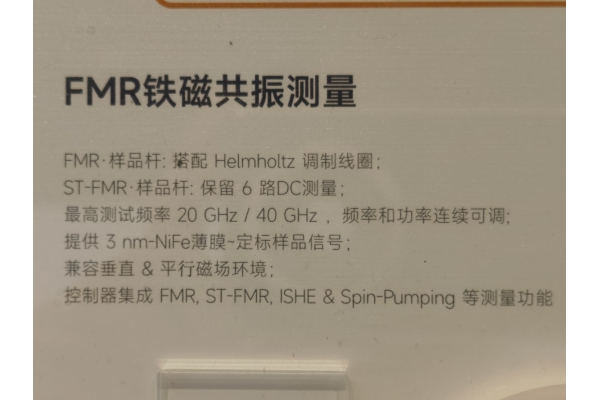 FMR铁磁共振测量
FMR·样品杆: 搭配 Helmholtz 调制线圈;
ST-FMR·样品杆: 保留 6 路DC测量;
最高测试频率 20 GHz / 40 GHz ，频率和功率连续可调;
提供 3 nm-NiFe薄膜~定标样品信号;
兼容垂直 & 平行磁场环境;
控制器集成 FMR, ST-FMR, ISHE & Spin-Pumping 等测量功能